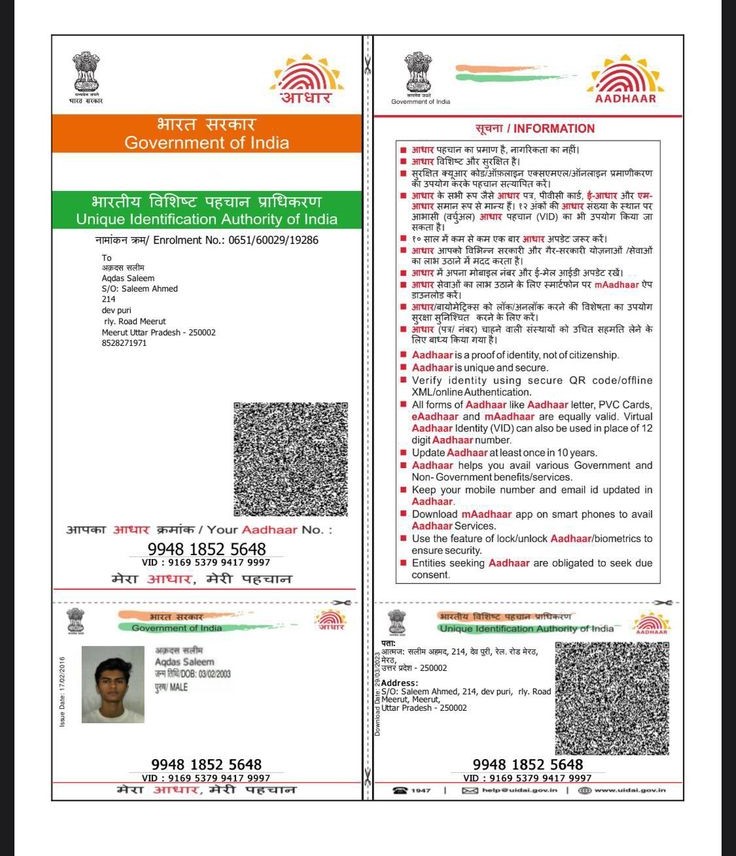 भारत सरकार
आधार
भारत सरकार
Government of India
भारतीय विशिष्ट पहचान प्राधिकरण
Unique Identification Authority of India
नामांकन क्रम/ Enrolment No.: 0651/60029/19286
To
अक़दस सलीम
Aqdas Saleem
S/O: Saleem Ahmed
214
dev puri
rly. Road Meerut
Meerut Uttar Pradesh - 250002
8528271971
आपका आधार क्रमांक / Your Aadhaar No. :
9948 1852 5648
VID : 9169 5379 9417 9997
मेरा आधार, मेरी पहचान
Government of India
AADHAAR
सूचना / INFORMATION
आधार पहचान का प्रमाण है, नागरिकता का नहीं।
आधार विशिष्ट और सुरक्षित है।
सुरक्षित क्यूआर कोड/ऑफ़लाइन एक्सएमएल/ऑनलाइन प्रमाणीकरण
का उपयोग करके पहचान सत्यापित करें।
आधार के सभी रूप जैसे आधार पत्र, पीवीसी कार्ड, ई-आधार और एम-
आधार समान रूप से मान्य हैं। १२ अंकों की आधार संख्या के स्थान पर
आभासी (वर्चुअल) आधार पहचान (VID) का भी उपयोग किया जा
सकता है।
१० साल में कम से कम एक बार आधार अपडेट जरूर करें।
आधार आपको विभिन्न सरकारी और गैर-सरकारी योजनाओं /सेवाओं
का लाभ उठाने में मदद करता है।
आधार में अपना मोबाइल नंबर और ई-मेल आईडी अपडेट रखें।
आधार सेवाओं का लाभ उठाने के लिए स्मार्टफोन पर mAadhaar ऐप
डाउनलोड करें।
आधार/बायोमेट्रिक्स को लॉक/अनलॉक करने की विशेषता का उपयोग
सुरक्षा सुनिश्चित करने के लिए करें।
आधार (पत्र/ नंबर) चाहने वाली संस्थायों को उचित सहमति लेने के
लिए बाध्य किया गया है।
Aadhaar is a proof of identity, not of citizenship.
Aadhaar is unique and secure.
Verify identity using secure QR code/offline
XML/online Authentication.
All forms of Aadhaar like Aadhaar letter, PVC Cards,
eAadhaar and mAadhaar are equally valid. Virtual
Aadhaar Identity (VID) can also be used in place of 12
digit Aadhaar number.
Update Aadhaar at least once in 10 years.
Aadhaar helps you avail various Government and
Non- Government benefits/services.
Keep your mobile number and email id updated in
Aadhaar.
Download mAadhaar app on smart phones to avail
Aadhaar Services.
Use the feature of lock/unlock Aadhaar/biometrics to
ensure security.
Entities seeking Aadhaar are obligated to seek due
consent.
भारत सरकार
Government of India
आधार
Issue Date: 17/02/2016
अक़दस सलीम
Aqdas Saleem
जन्म तिथि/DOB: 03/02/2003
पुरुष/ MALE
9948 1852 5648
VID : 9169 5379 9417 9997
मेरा आधार, मेरी पहचान
भारतीय विशिष्ट पहचान प्राधिकरण
Unique Identification Authority of India
AADHAAR
पता:
आत्मज: सलीम अहमद, 214, देव पुरी, रेल. रोड मेरठ,
मेरठ,
उत्तर प्रदेश - 250002
Address:
S/O: Saleem Ahmed, 214, dev puri, rly. Road
Meerut, Meerut,
Uttar Pradesh - 250002
9948 1852 5648
VID : 9169 5379 9417 9997
1947 | help@uidai.gov.in | www.uidai.gov.in